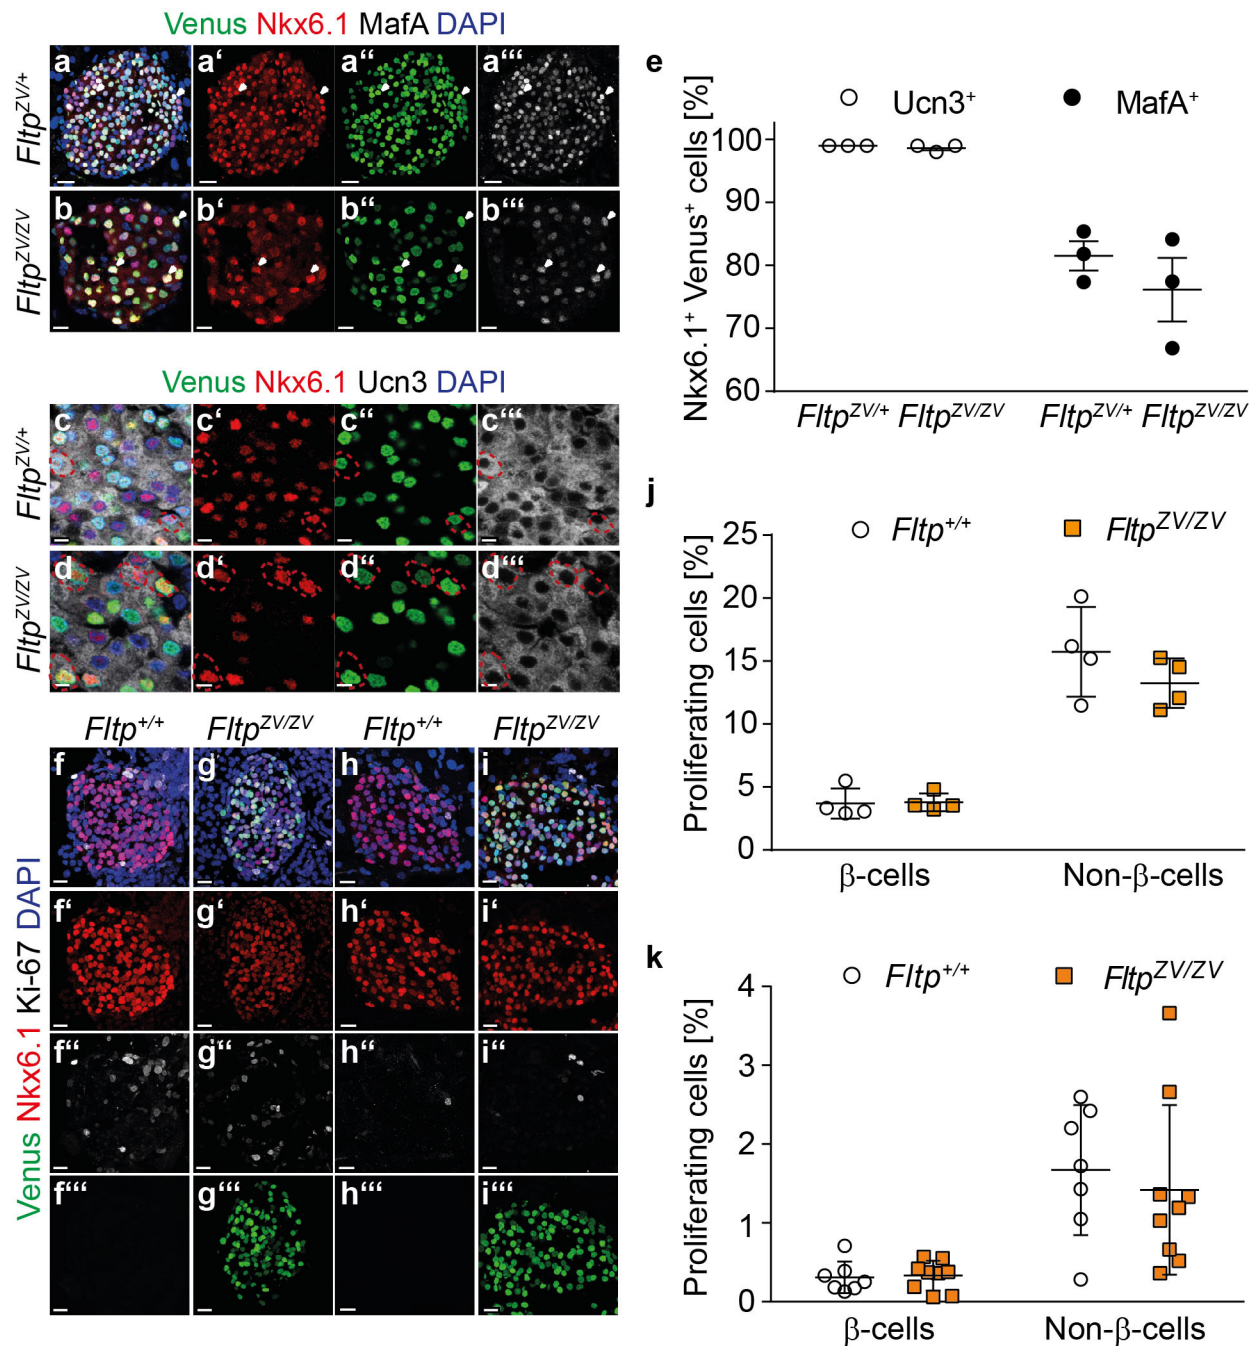 Venus Nkx6.1 MafA DAPI
Fltp^ZV/+
a a‘ a‘‘ a‘‘‘
Fltp^ZV/ZV
b b‘ b‘‘ b‘‘‘
Venus Nkx6.1 Ucn3 DAPI
Fltp^ZV/+
c c‘ c‘‘ c‘‘‘
Fltp^ZV/ZV
d d‘ d‘‘ d‘‘‘
Fltp^+/+ Fltp^ZV/ZV Fltp^+/+ Fltp^ZV/ZV
Venus Nkx6.1 Ki-67 DAPI
f g h i
f‘ g‘ h‘ i‘
f‘‘ g‘‘ h‘‘ i‘‘
f‘‘‘ g‘‘‘ h‘‘‘ i‘‘‘
e
Ucn3+ MafA+
Nkx6.1+ Venus+ cells [%]
100
90
80
70
60
Fltp^ZV/+ Fltp^ZV/ZV Fltp^ZV/+ Fltp^ZV/ZV
j
Fltp^+/+ Fltp^ZV/ZV
Proliferating cells [%]
25
20
15
10
5
0
β-cells Non-β-cells
k
Fltp^+/+ Fltp^ZV/ZV
Proliferating cells [%]
4
3
2
1
0
β-cells Non-β-cells